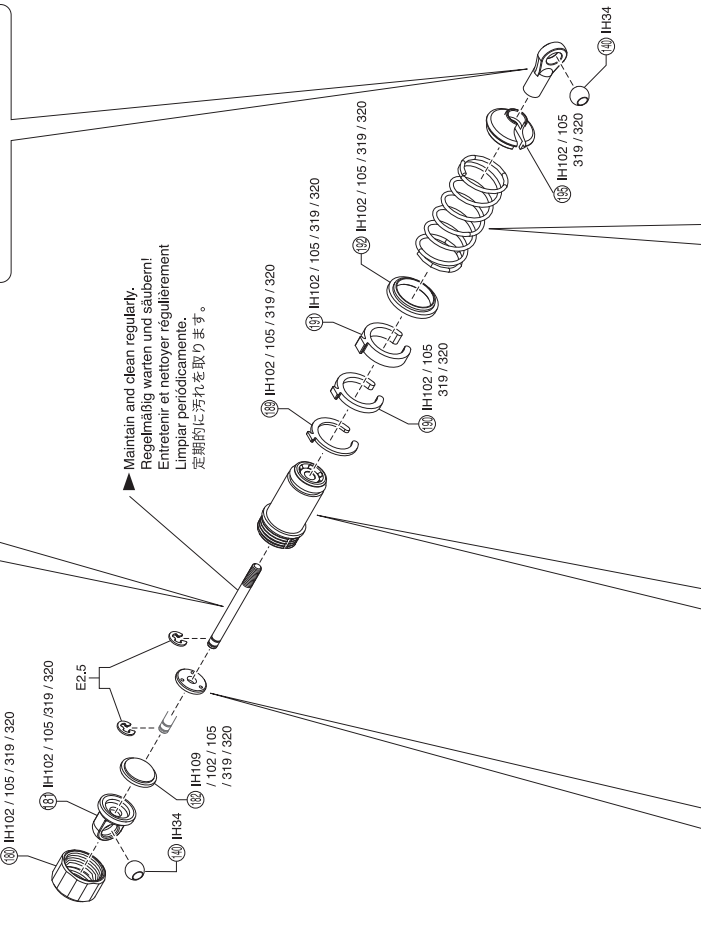 140 IH34
195 IH102 / 105
319 / 320
192 IH102 / 105 / 319 / 320
191 IH102 / 105 / 319 / 320
190 IH102 / 105
319 / 320
189 IH102 / 105 / 319 / 320
▶ Maintain and clean regularly.
Regelmäßig warten und säubern!
Entretenir et nettoyer régulièrement
Limpiar periódicamente.
定期的に汚れを取ります。
E2.5
182 IH109
/ 102 / 105
/ 319 / 320
181 IH102 / 105 /319 / 320
140 IH34
180 IH102 / 105 / 319 / 320